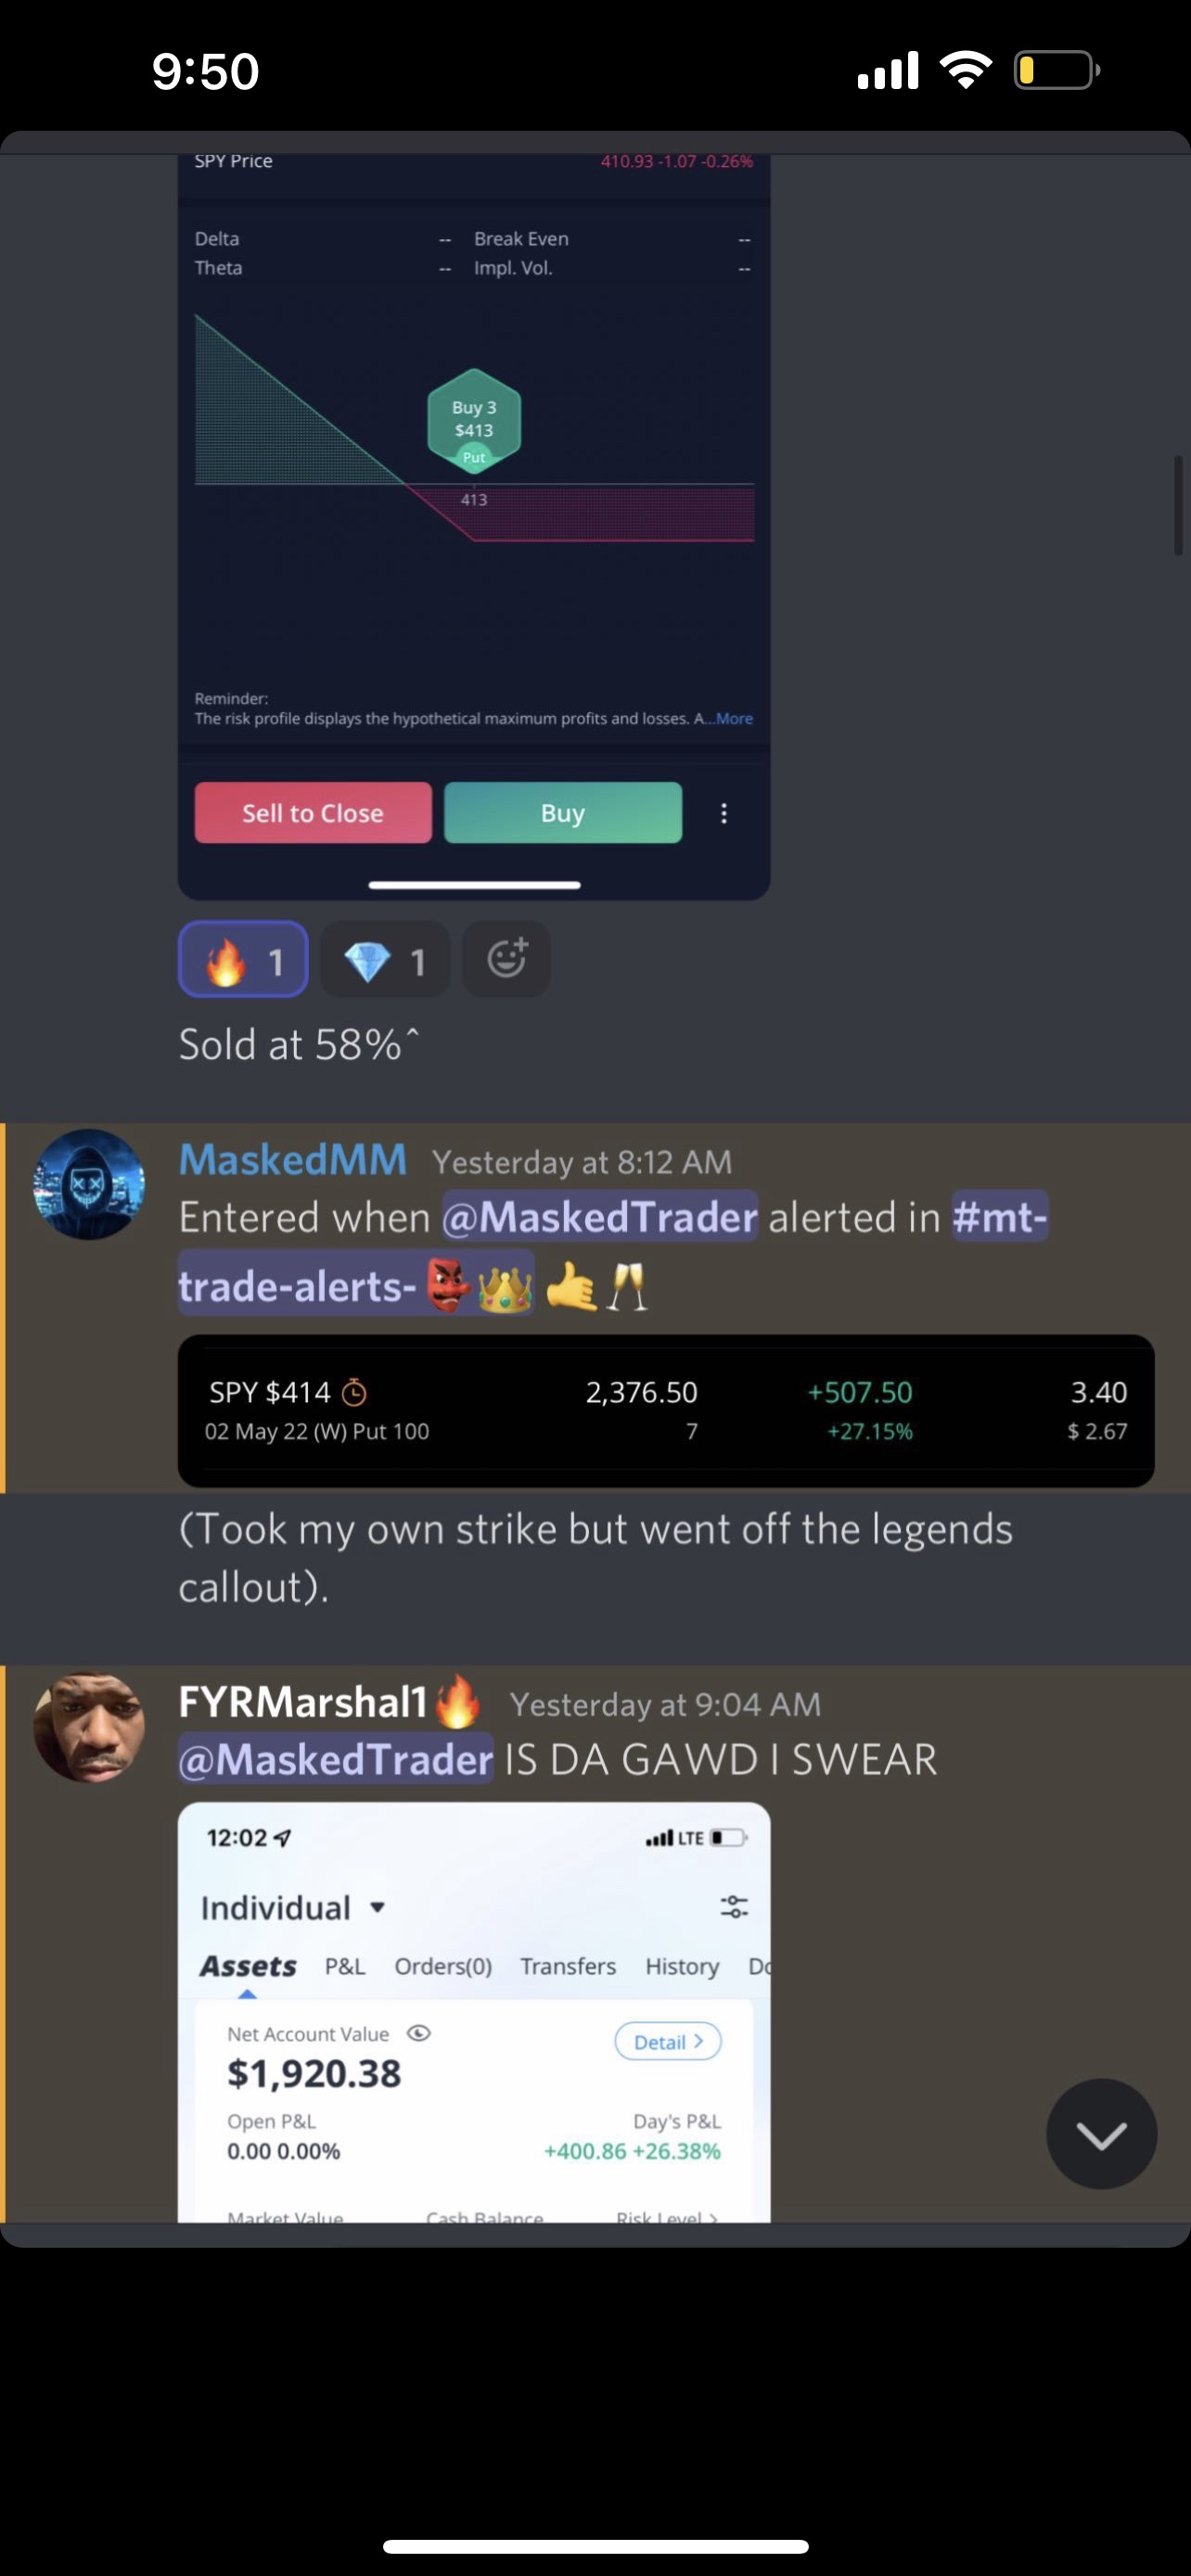 9:50
SPY Price 410.93 -1.07 -0.26%
Delta -- Break Even --
Theta -- Impl. Vol. --
Buy 3
$413
Put
413
Reminder:
The risk profile displays the hypothetical maximum profits and losses. A...More
Sell to Close Buy
🔥 1 💎 1
Sold at 58%^
MaskedMM Yesterday at 8:12 AM
Entered when @MaskedTrader alerted in #mt-
trade-alerts-👺👑 🤙🥂
SPY $414 2,376.50 +507.50 3.40
02 May 22 (W) Put 100 7 +27.15% $ 2.67
(Took my own strike but went off the legends
callout).
FYRMarshal1🔥 Yesterday at 9:04 AM
@MaskedTrader IS DA GAWD I SWEAR
12:02 LTE
Individual
Assets P&L Orders(0) Transfers History Do
Net Account Value Detail >
$1,920.38
Open P&L Day's P&L
0.00 0.00% +400.86 +26.38%
Market Value Cash Balance Risk Level >